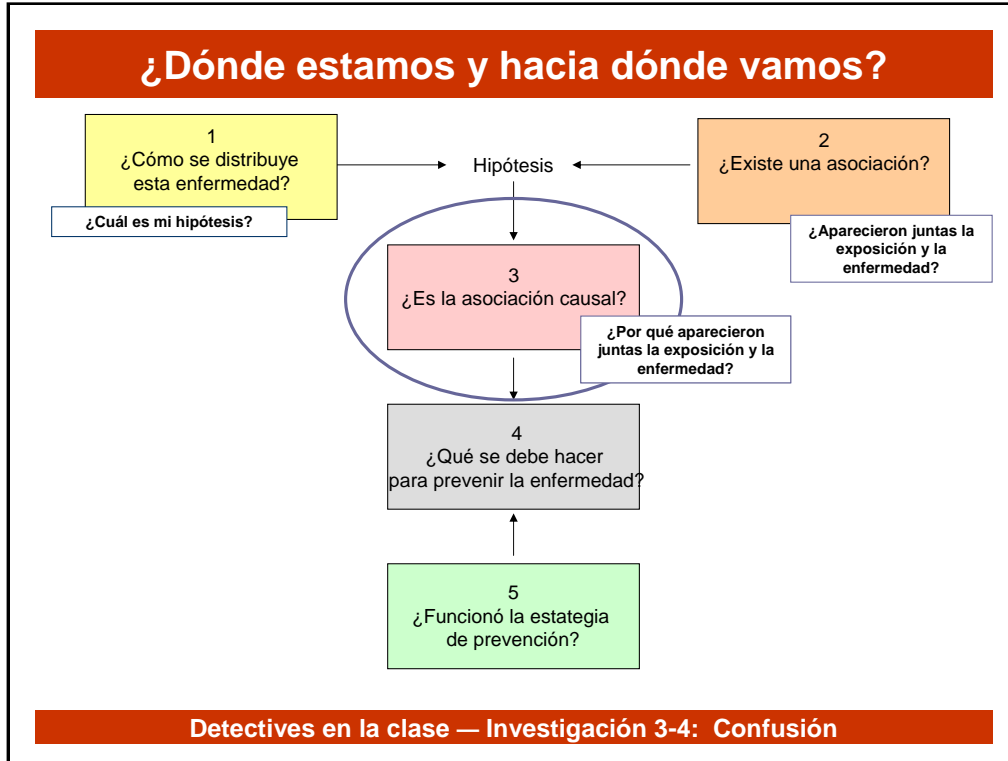 ¿Dónde estamos y hacia dónde vamos?
1
¿Cómo se distribuye
esta enfermedad?
¿Cuál es mi hipótesis?
Hipótesis
2
¿Existe una asociación?
¿Aparecieron juntas la
exposición y la
enfermedad?
3
¿Es la asociación causal?
¿Por qué aparecieron
juntas la exposición y la
enfermedad?
4
¿Qué se debe hacer
para prevenir la enfermedad?
5
¿Funcionó la estategia
de prevención?
Detectives en la clase — Investigación 3-4: Confusión